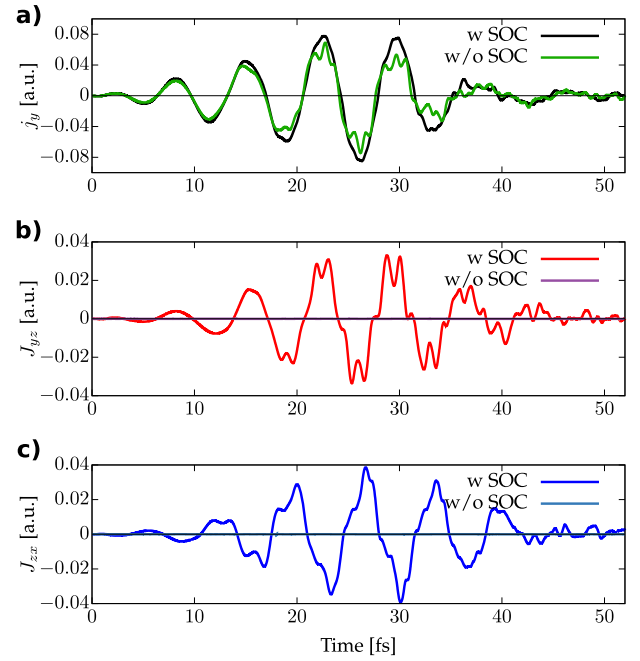 a)
w SOC
w/o SOC
j_y [a.u.]
0.08
0.04
0
−0.04
−0.08
0 10 20 30 40 50
b)
w SOC
w/o SOC
J_yz [a.u.]
0.04
0.02
0
−0.02
−0.04
0 10 20 30 40 50
c)
w SOC
w/o SOC
J_zx [a.u.]
0.04
0.02
0
−0.02
−0.04
0 10 20 30 40 50
Time [fs]